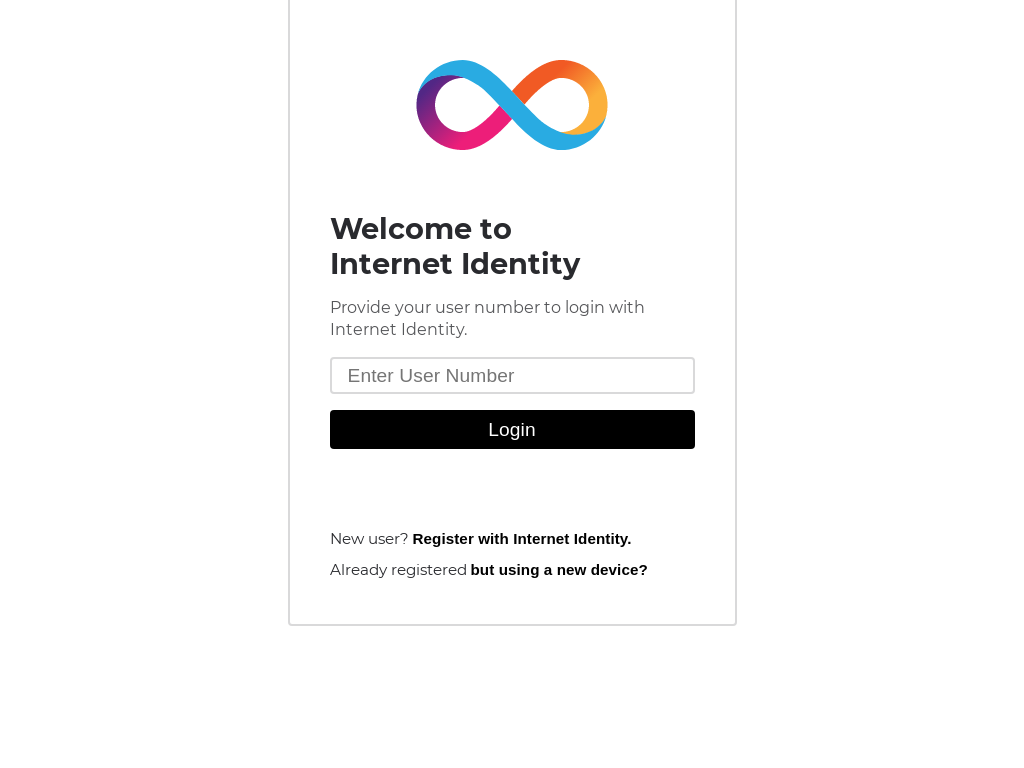 Welcome to
Internet Identity
Provide your user number to login with
Internet Identity.
Enter User Number
Login
New user? Register with Internet Identity.
Already registered but using a new device?